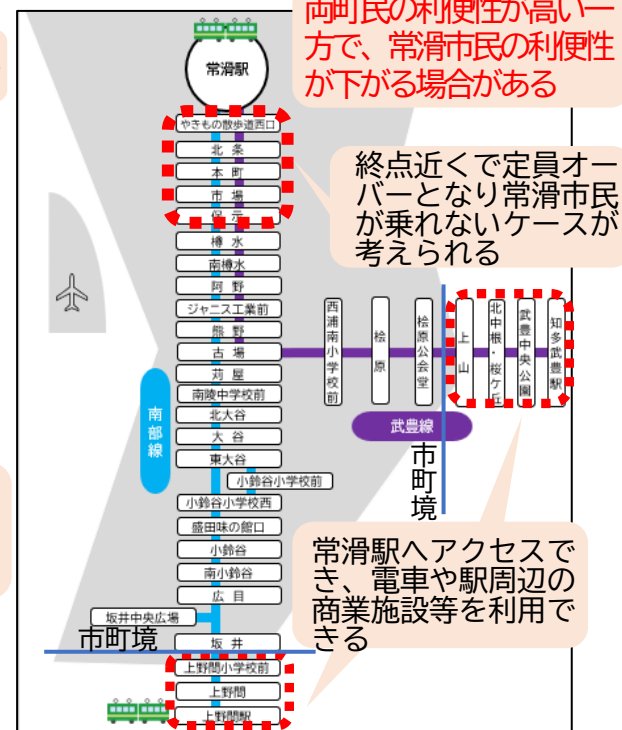 両町民の利便性が高い一
方で、常滑市民の利便性
が下がる場合がある
常滑駅
やきもの散歩道西口
北条
本町
市場
保示
終点近くで定員オー
バーとなり常滑市民
が乗れないケースが
考えられる
樽水
南樽水
阿野
ジャニス工業前
熊野
古場
苅屋
南陵中学校前
北大谷
大谷
東大谷
小鈴谷小学校前
小鈴谷小学校西
盛田味の館口
小鈴谷
南小鈴谷
広目
坂井中央広場
坂井
上野間小学校前
上野間
上野間駅
西浦南小学校前
桧原
桧原公会堂
上山
北中根・桜ケ丘
武豊中央公園
知多武豊駅
南部線
武豊線
市町境
常滑駅へアクセスで
き、電車や駅周辺の
商業施設等を利用で
きる
市町境